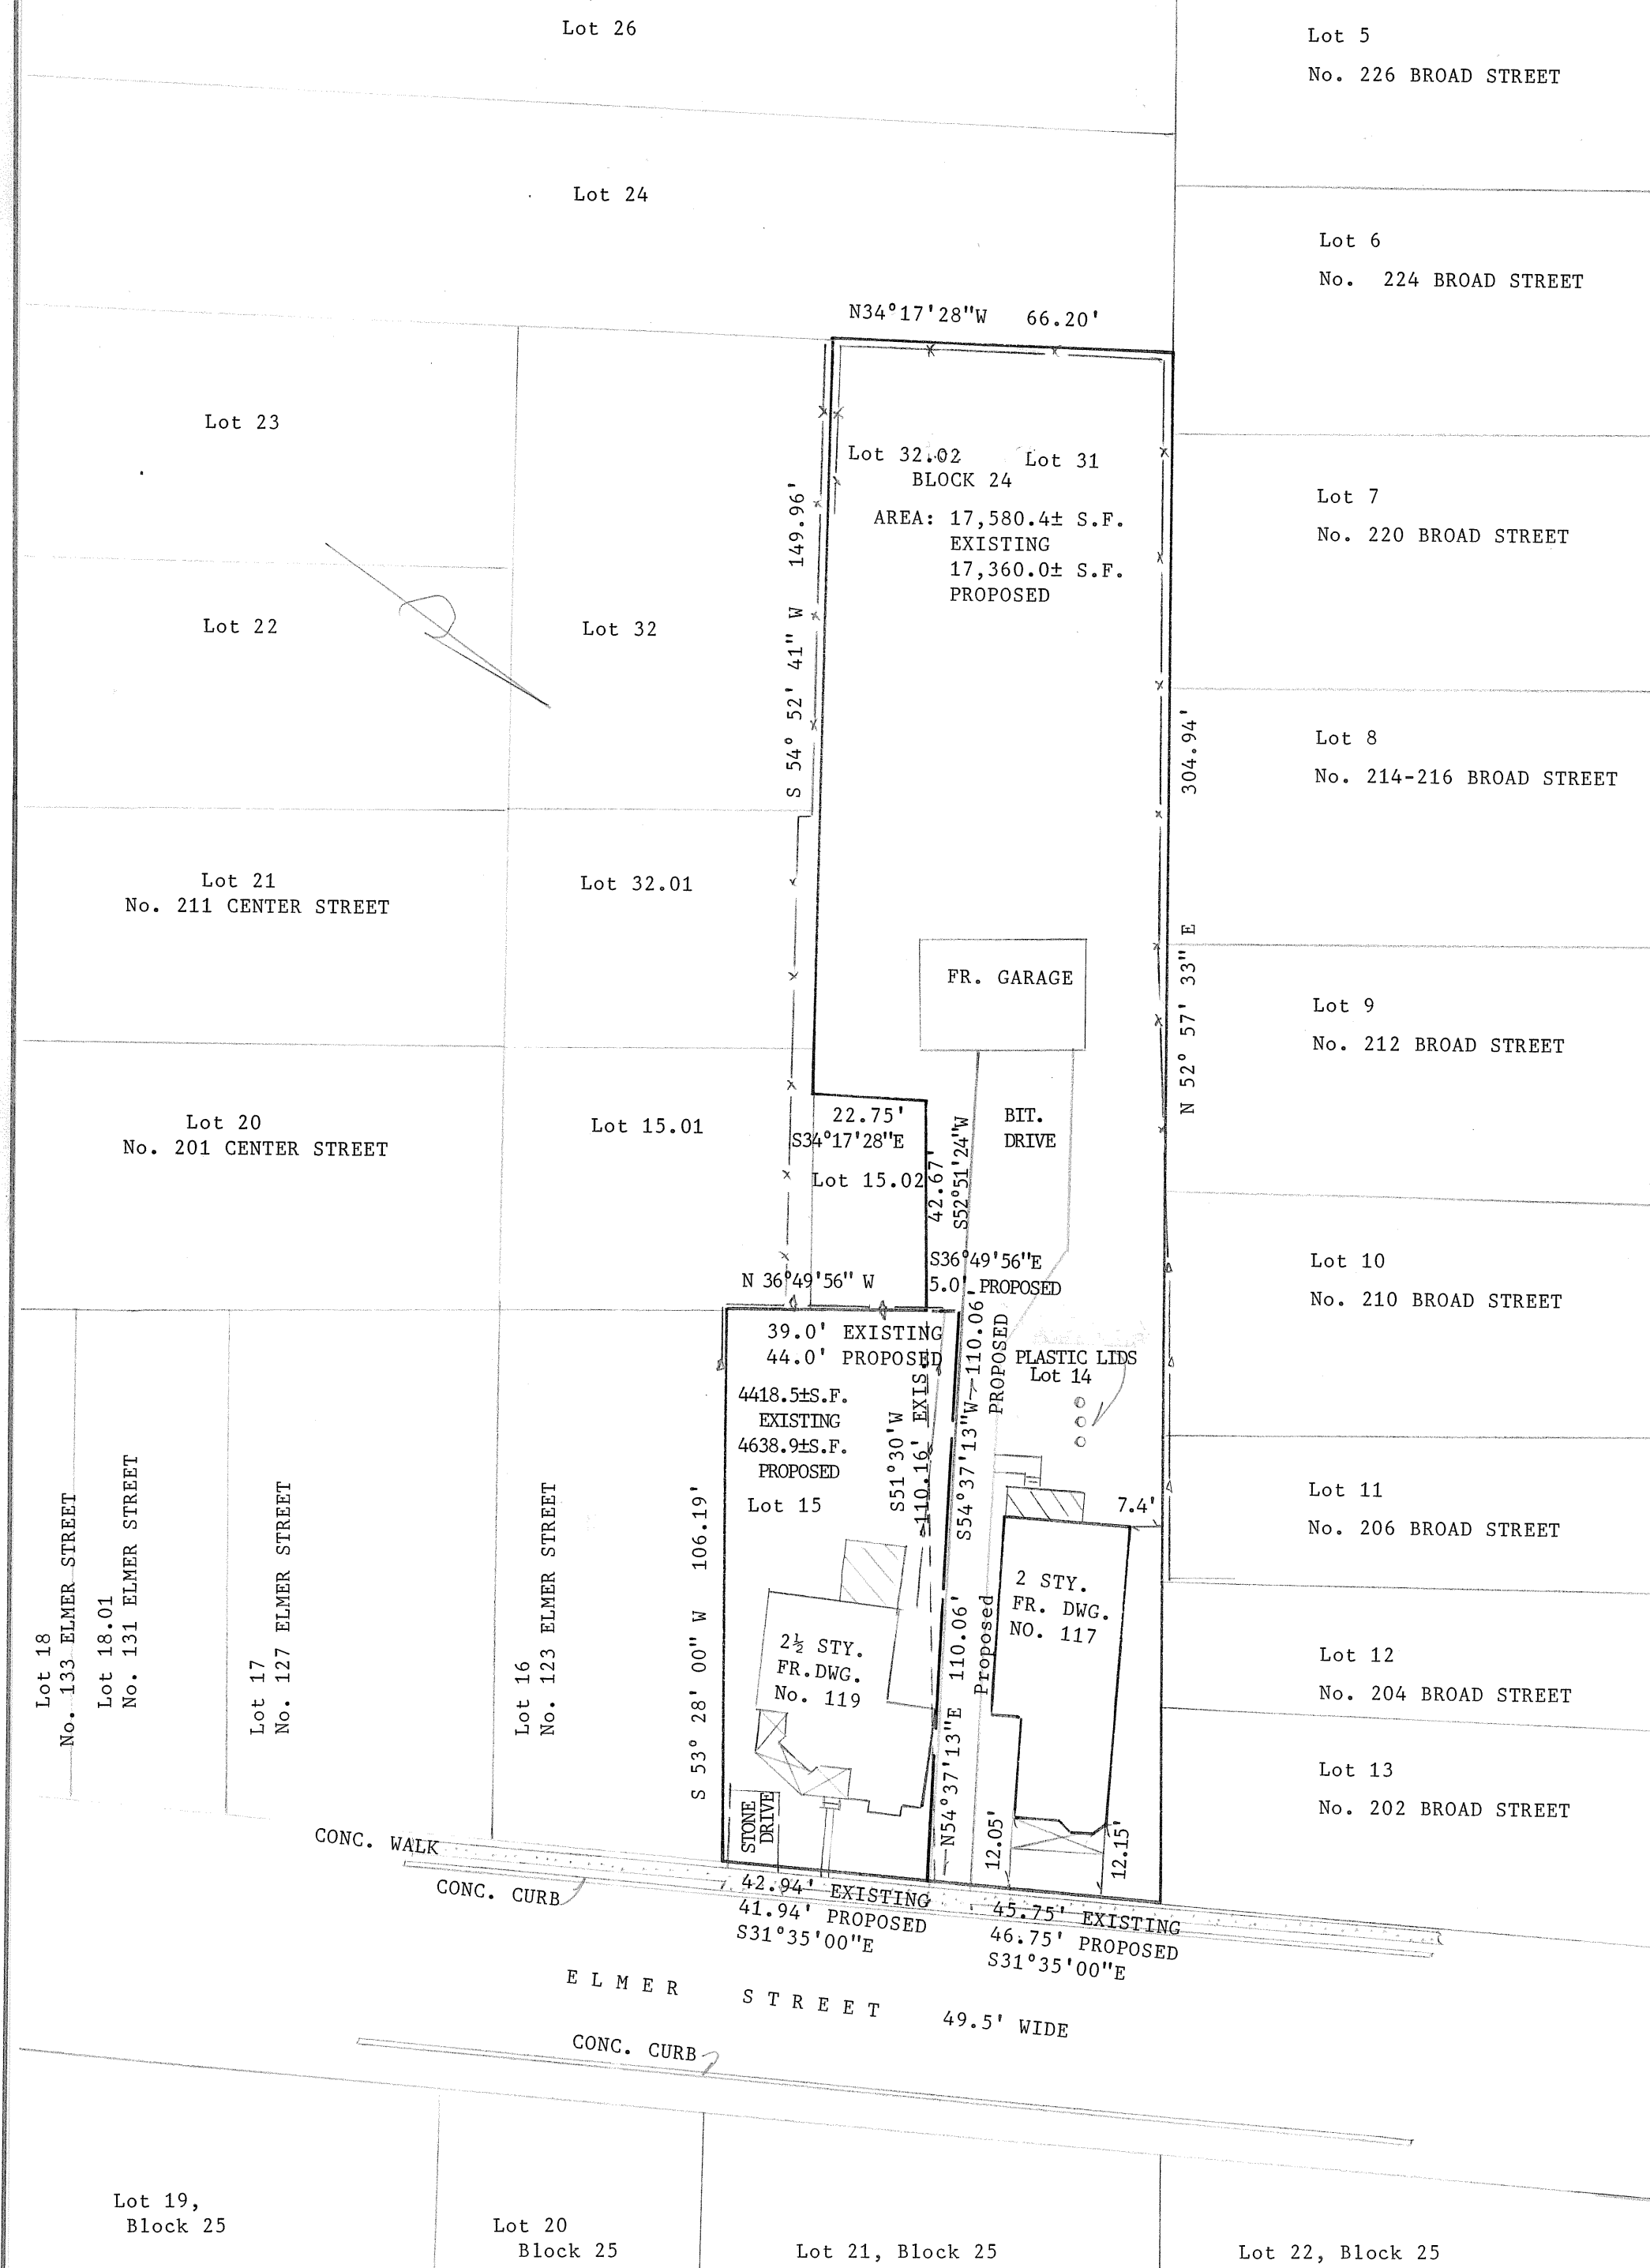 Lot 26
Lot 5
No. 226 BROAD STREET
Lot 24
Lot 6
No. 224 BROAD STREET
N34°17'28"W 66.20'
Lot 23
Lot 32.02 Lot 31
BLOCK 24
AREA: 17,580.4± S.F.
EXISTING
17,360.0± S.F.
PROPOSED
Lot 7
No. 220 BROAD STREET
S 54° 52' 41" W 149.96'
Lot 22
Lot 32
Lot 8
No. 214-216 BROAD STREET
N 52° 57' 33" E 304.94'
Lot 21
No. 211 CENTER STREET
Lot 32.01
FR. GARAGE
Lot 9
No. 212 BROAD STREET
Lot 20
No. 201 CENTER STREET
Lot 15.01
22.75'
S34°17'28"E
Lot 15.02
42.67'
S52°51'24"W
BIT.
DRIVE
S36°49'56"E
5.0' PROPOSED
Lot 10
No. 210 BROAD STREET
N 36°49'56" W
39.0' EXISTING
44.0' PROPOSED
4418.5±S.F.
EXISTING
4638.9±S.F.
PROPOSED
Lot 15
S51°30'W
110.16' EXIS
S54°37'13"W 110.06
PROPOSED
PLASTIC LIDS
Lot 14
7.4'
Lot 11
No. 206 BROAD STREET
Lot 18
No. 133 ELMER STREET
Lot 18.01
No. 131 ELMER STREET
Lot 17
No. 127 ELMER STREET
Lot 16
No. 123 ELMER STREET
S 53° 28' 00" W 106.19'
2½ STY.
FR.DWG.
No. 119
N54°37'13"E 110.06'
Proposed
2 STY.
FR. DWG.
NO. 117
Lot 12
No. 204 BROAD STREET
Lot 13
No. 202 BROAD STREET
STONE
DRIVE
12.05'
12.15'
CONC. WALK
CONC. CURB
42.94' EXISTING
41.94' PROPOSED
S31°35'00"E
45.75' EXISTING
46.75' PROPOSED
S31°35'00"E
ELMER STREET 49.5' WIDE
CONC. CURB
Lot 19,
Block 25
Lot 20
Block 25
Lot 21, Block 25
Lot 22, Block 25